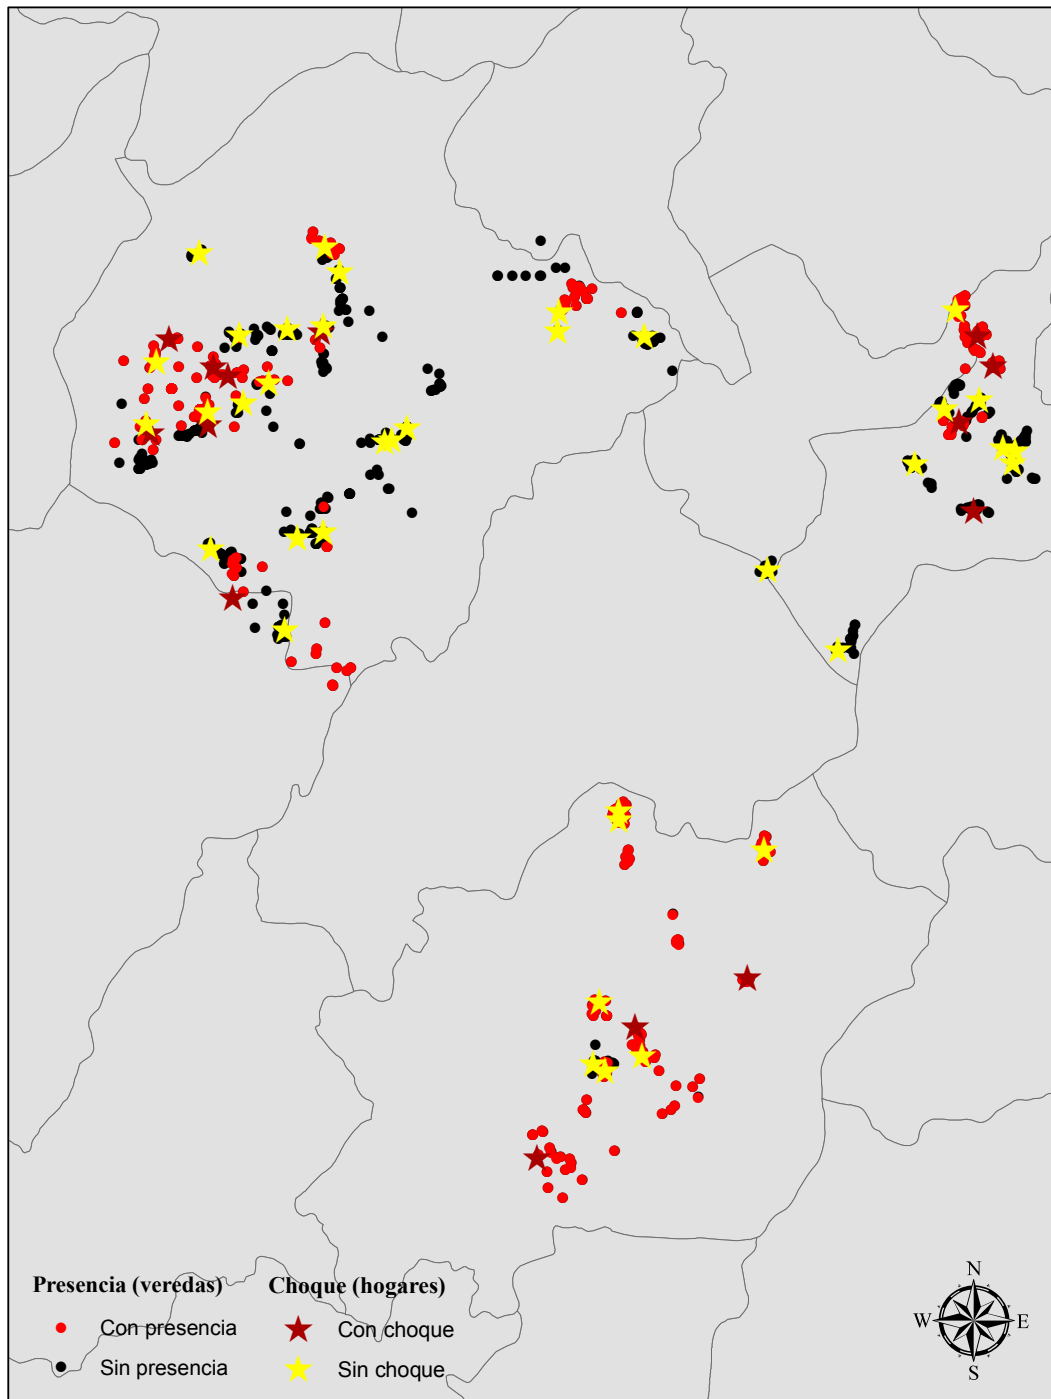 Presencia (veredas)
Con presencia
Sin presencia
Choque (hogares)
Con choque
Sin choque
N
W E
S